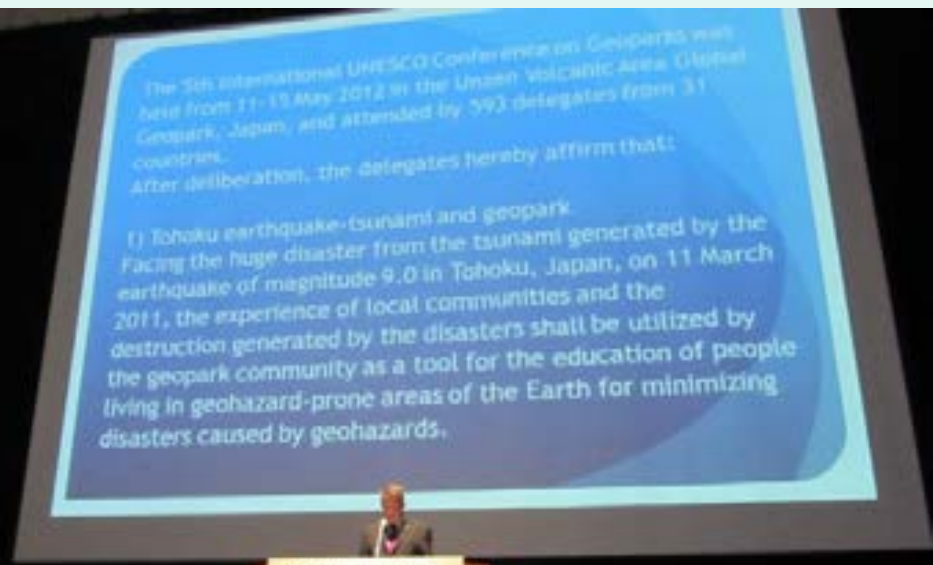 The 5th International UNESCO Conference on Geoparks was
held from 11-15 May 2012 in the Unzen Volcanic Area Global
Geopark, Japan, and attended by 593 delegates from 31
countries.
After deliberation, the delegates hereby affirm that:
1) Tohoku earthquake-tsunami and geopark
Facing the huge disaster from the tsunami generated by the
earthquake of magnitude 9.0 in Tohoku, Japan, on 11 March
2011, the experience of local communities and the
destruction generated by the disasters shall be utilized by
the geopark community as a tool for the education of people
living in geohazard-prone areas of the Earth for minimizing
disasters caused by geohazards.